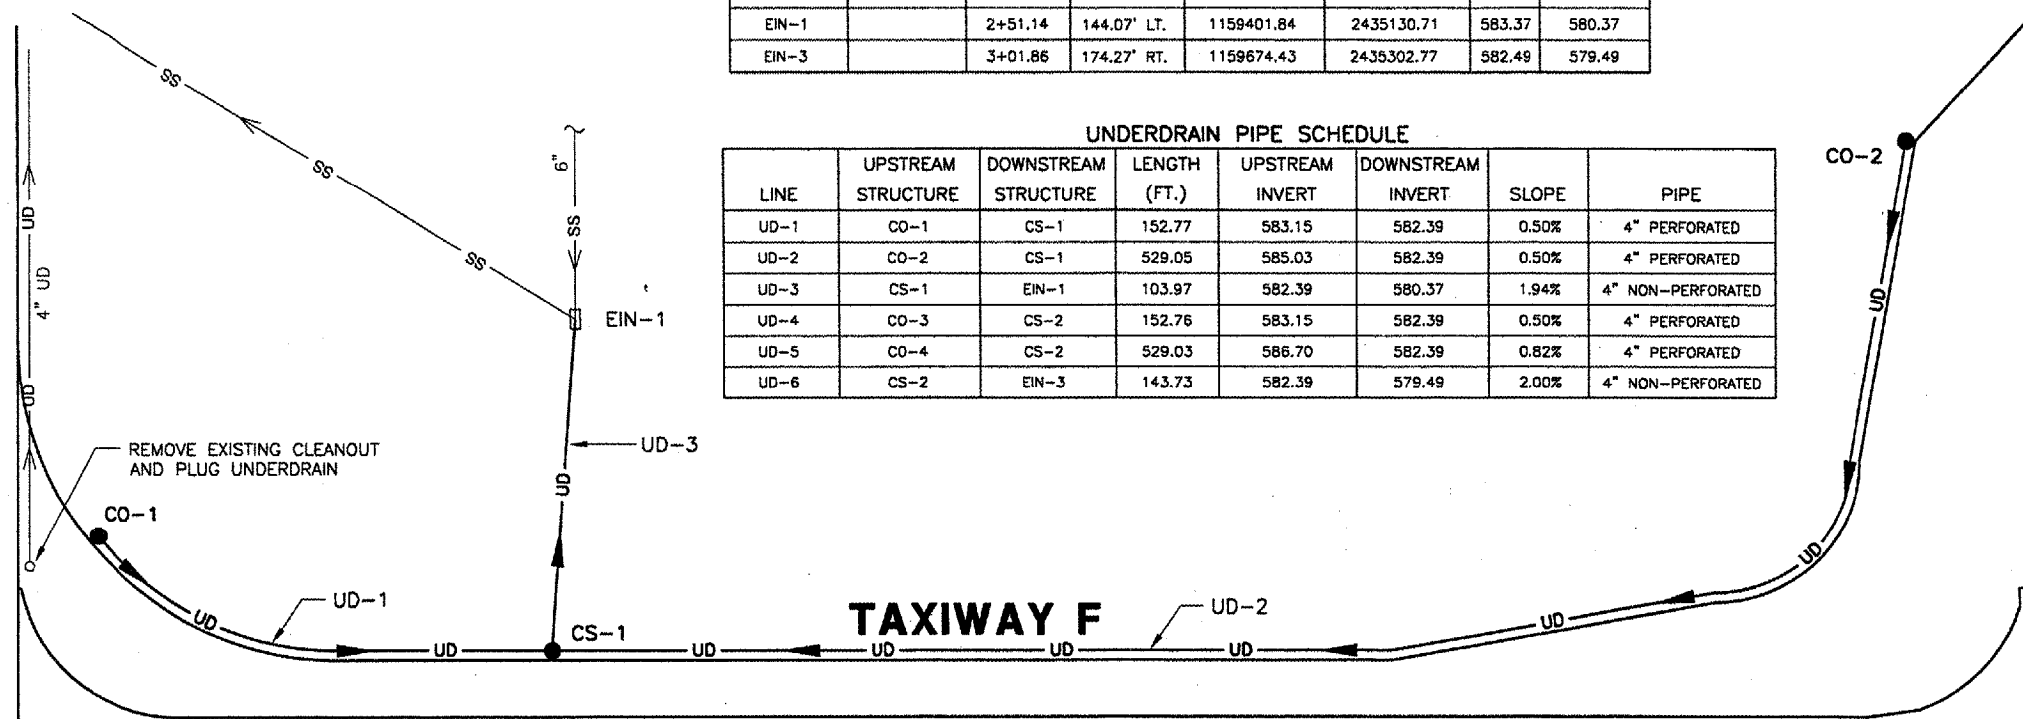 EIN-1 2+51.14 144.07' LT. 1159401.84 2435130.71 583.37 580.37
EIN-3 3+01.86 174.27' RT. 1159674.43 2435302.77 582.49 579.49
UNDERDRAIN PIPE SCHEDULE
LINE UPSTREAM STRUCTURE DOWNSTREAM STRUCTURE LENGTH (FT.) UPSTREAM INVERT DOWNSTREAM INVERT SLOPE PIPE
UD-1 CO-1 CS-1 152.77 583.15 582.39 0.50% 4" PERFORATED
UD-2 CO-2 CS-1 529.05 585.03 582.39 0.50% 4" PERFORATED
UD-3 CS-1 EIN-1 103.97 582.39 580.37 1.94% 4" NON-PERFORATED
UD-4 CO-3 CS-2 152.76 583.15 582.39 0.50% 4" PERFORATED
UD-5 CO-4 CS-2 529.03 586.70 582.39 0.82% 4" PERFORATED
UD-6 CS-2 EIN-3 143.73 582.39 579.49 2.00% 4" NON-PERFORATED
SS
SS
SS
6"
SS
EIN-1
CO-2
UD
4" UD
UD
UD
REMOVE EXISTING CLEANOUT
AND PLUG UNDERDRAIN
UD-3
UD
CO-1
UD-1
UD
UD
CS-1
TAXIWAY F
UD-2
UD
UD
UD
UD
UD
UD